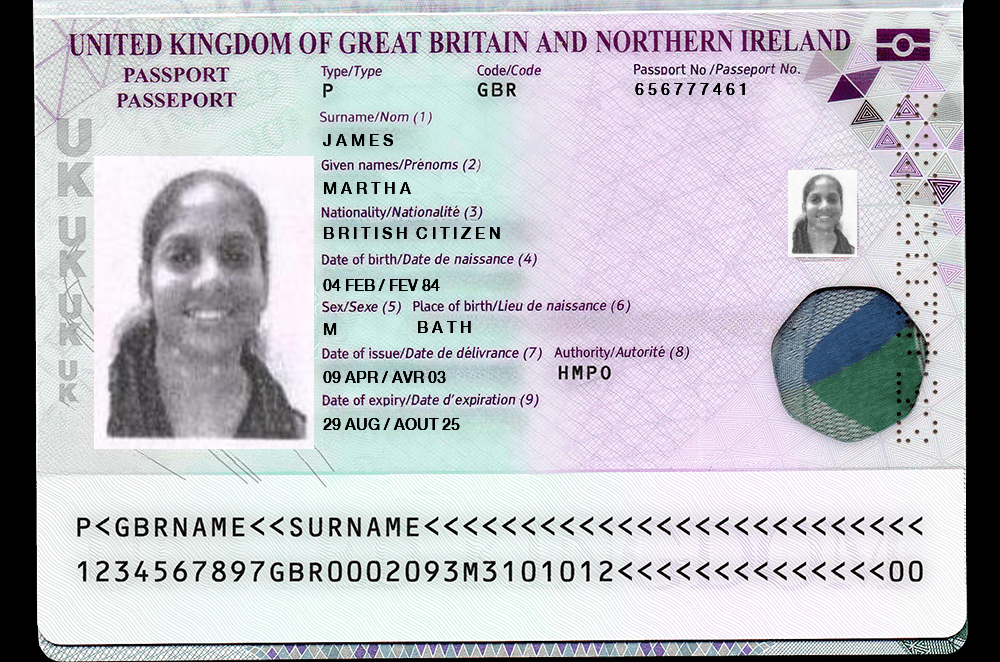 UNITED KINGDOM OF GREAT BRITAIN AND NORTHERN IRELAND
PASSPORT
PASSEPORT
Type/Type Code/Code Passport No /Passeport No.
P GBR 656777461
Surname/Nom (1)
JAMES
Given names/Prénoms (2)
MARTHA
Nationality/Nationalité (3)
BRITISH CITIZEN
Date of birth/Date de naissance (4)
04 FEB / FEV 84
Sex/Sexe (5) Place of birth/Lieu de naissance (6)
M BATH
Date of issue/Date de délivrance (7) Authority/Autorité (8)
09 APR / AVR 03 HMPO
Date of expiry/Date d'expiration (9)
29 AUG / AOUT 25
UK
UK
UK
UK
P<GBRNAME<<SURNAME<<<<<<<<<<<<<<<<<<<<<<<<<<
1234567897GBR0002093M3101012<<<<<<<<<<<<<<00